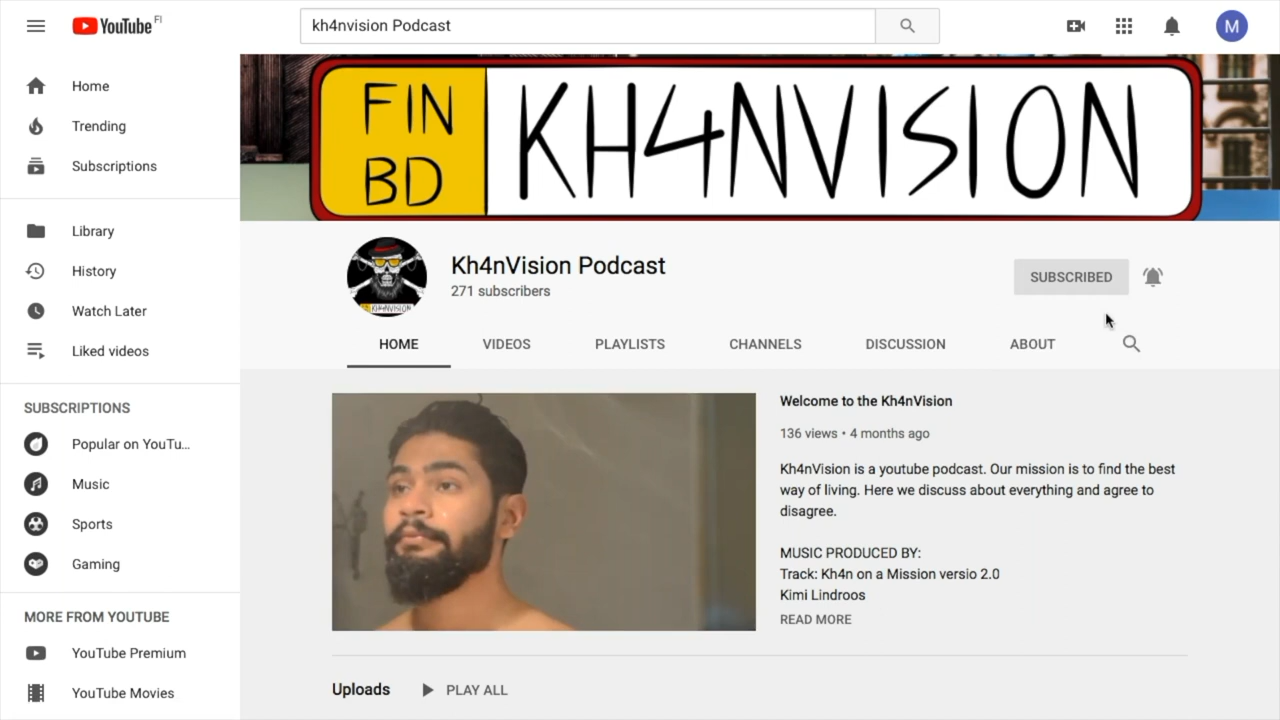 YouTube FI
kh4nvision Podcast
M
Home
Trending
Subscriptions
Library
History
Watch Later
Liked videos
SUBSCRIPTIONS
Popular on YouTu...
Music
Sports
Gaming
MORE FROM YOUTUBE
YouTube Premium
YouTube Movies
FIN
BD
KH4NVISION
KH4NVISION
Kh4nVision Podcast
271 subscribers
SUBSCRIBED
HOME VIDEOS PLAYLISTS CHANNELS DISCUSSION ABOUT
Welcome to the Kh4nVision
136 views • 4 months ago
Kh4nVision is a youtube podcast. Our mission is to find the best
way of living. Here we discuss about everything and agree to
disagree.
MUSIC PRODUCED BY:
Track: Kh4n on a Mission versio 2.0
Kimi Lindroos
READ MORE
Uploads PLAY ALL